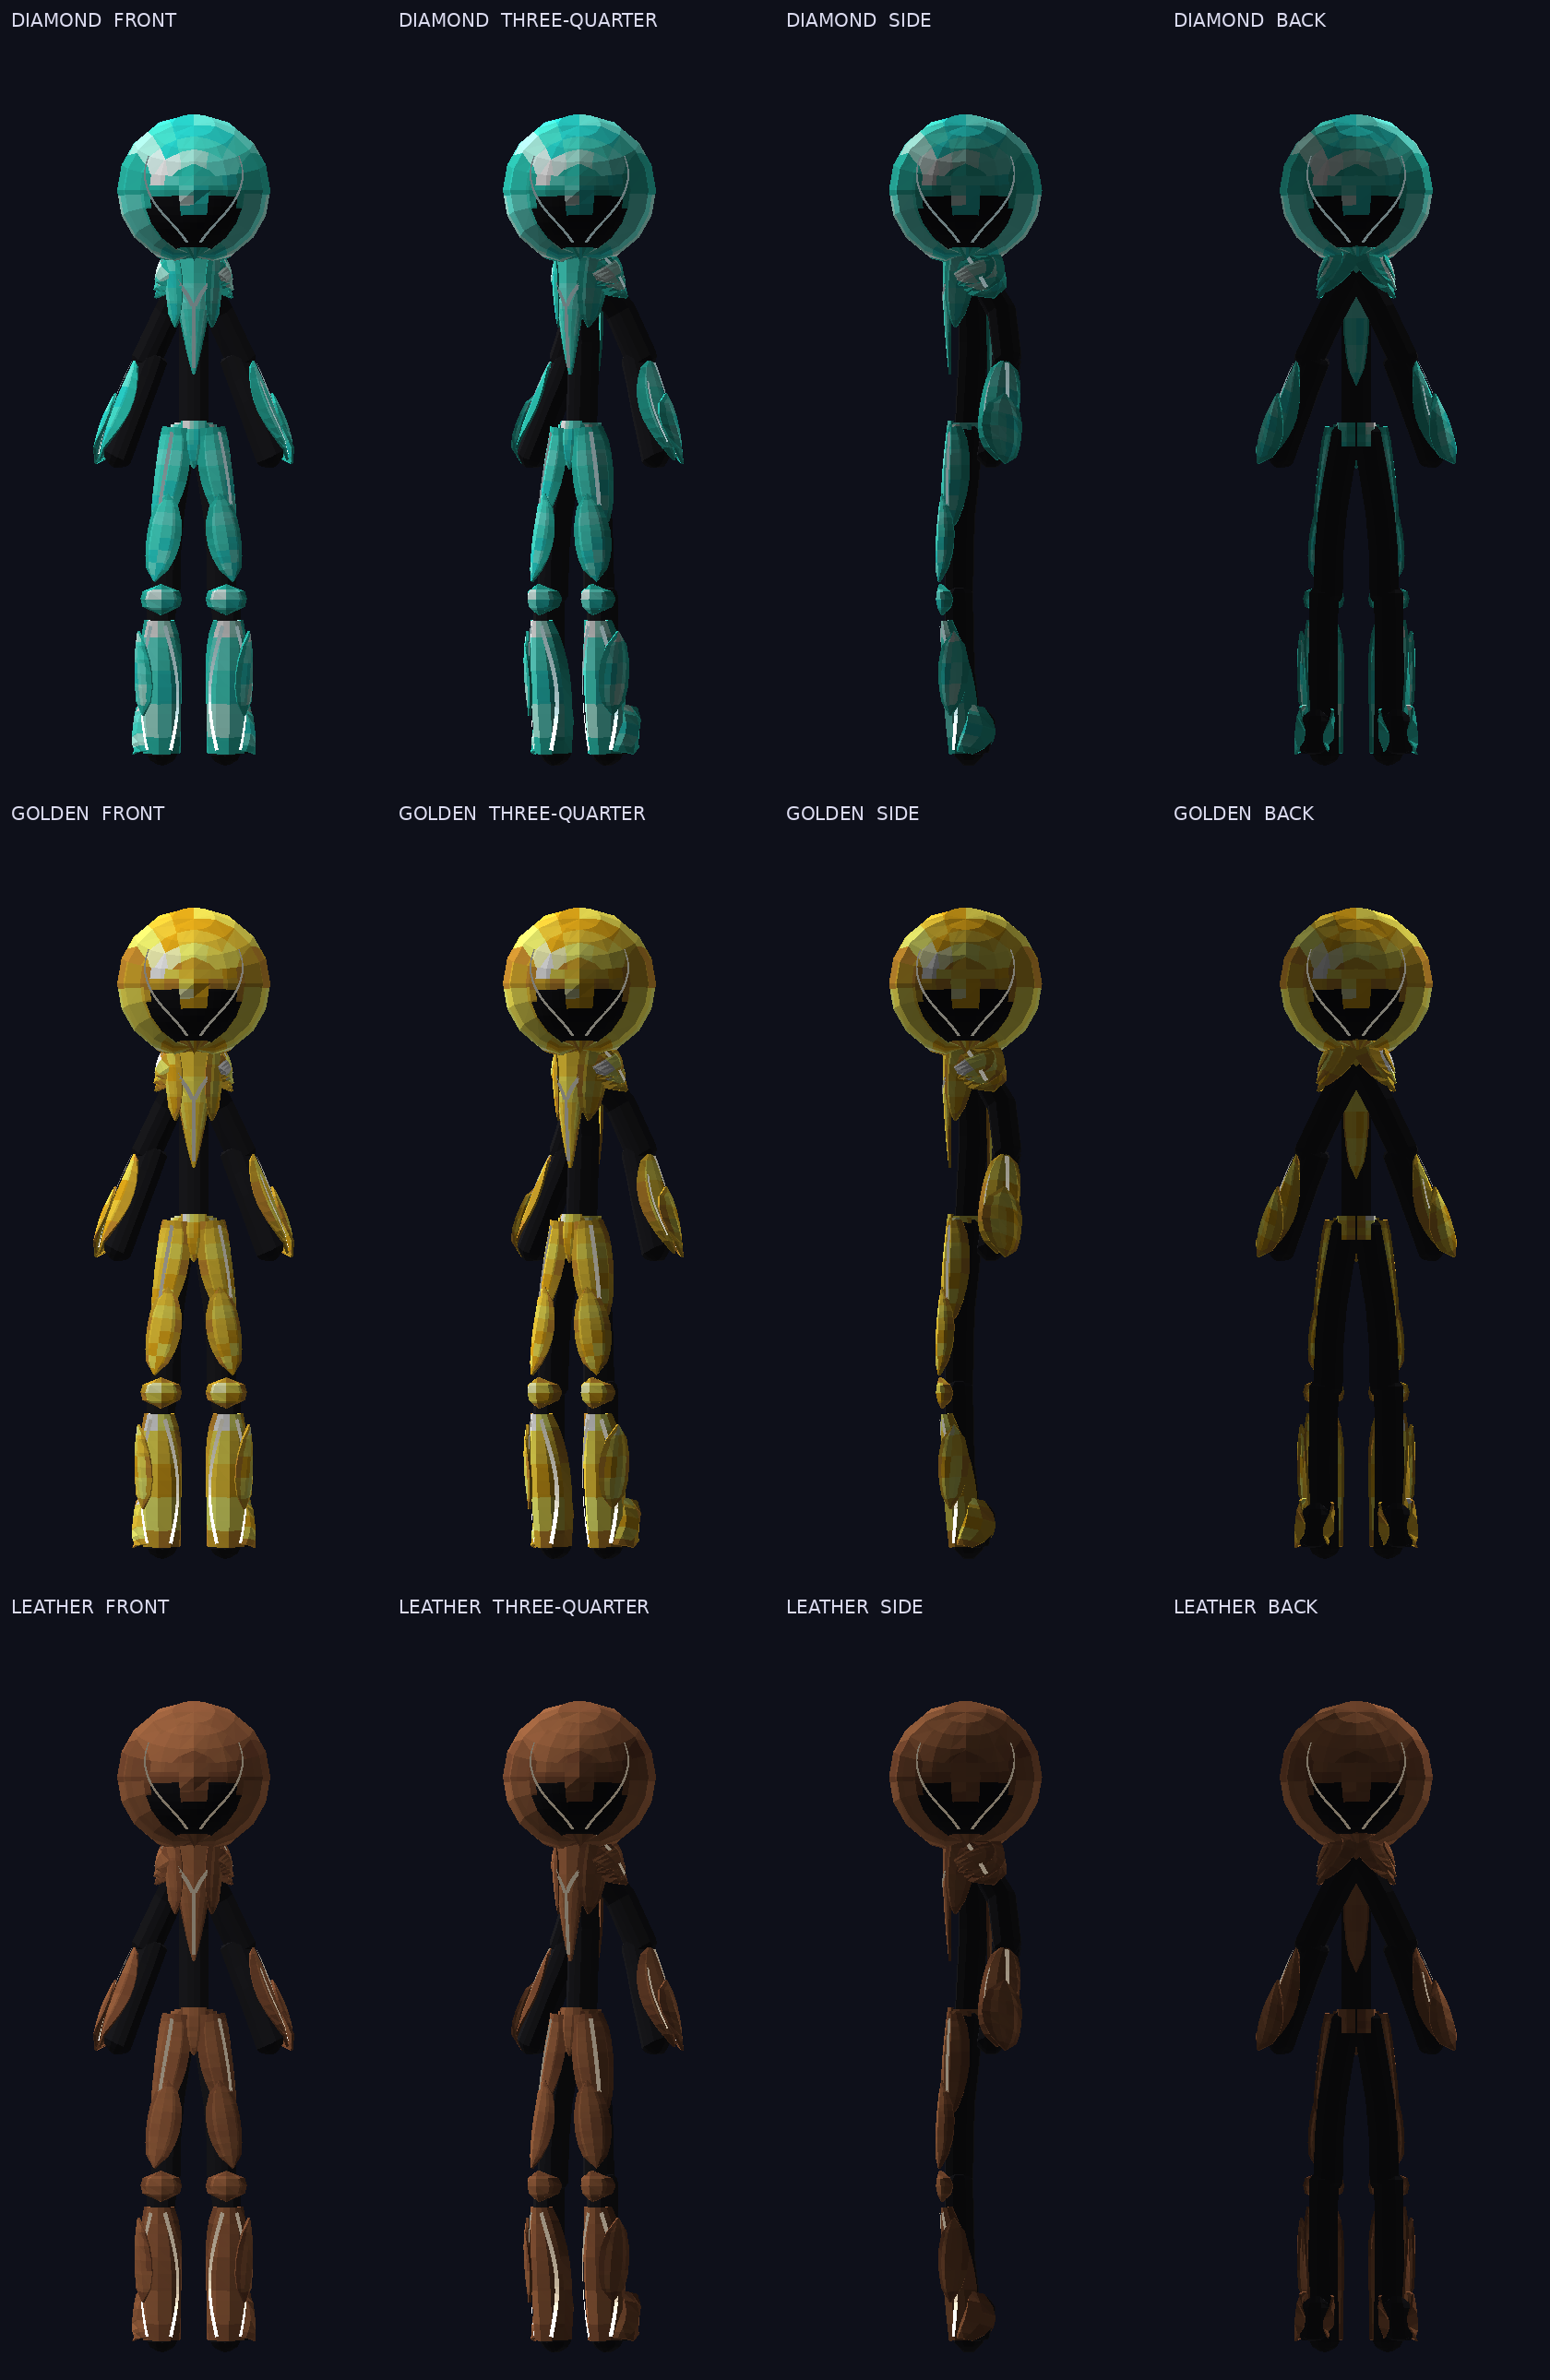 DIAMOND FRONT
DIAMOND THREE-QUARTER
DIAMOND SIDE
DIAMOND BACK
GOLDEN FRONT
GOLDEN THREE-QUARTER
GOLDEN SIDE
GOLDEN BACK
LEATHER FRONT
LEATHER THREE-QUARTER
LEATHER SIDE
LEATHER BACK